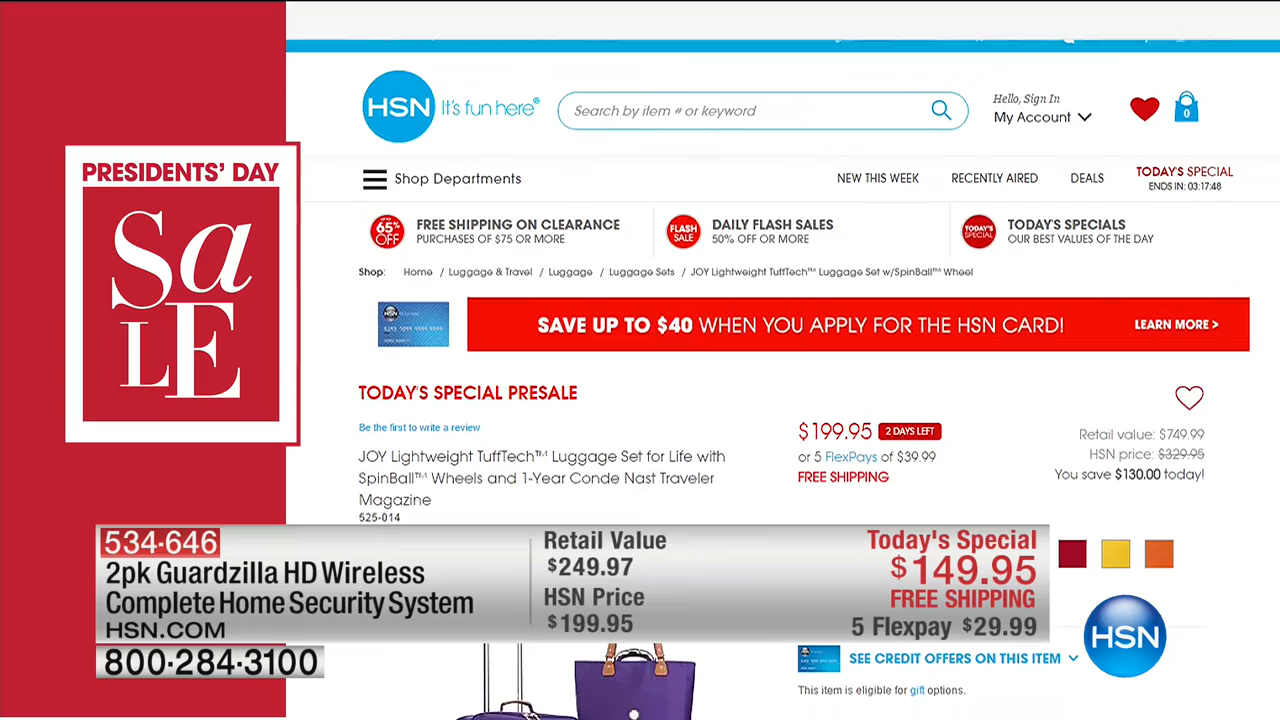 PRESIDENTS' DAY
SaLE
HSN It's fun here®
Search by item # or keyword
Hello, Sign In
My Account
0
Shop Departments
NEW THIS WEEK
RECENTLY AIRED
DEALS
TODAY'S SPECIAL
ENDS IN: 03:17:48
UP TO
65%
OFF
FREE SHIPPING ON CLEARANCE
PURCHASES OF $75 OR MORE
FLASH
SALE
DAILY FLASH SALES
50% OFF OR MORE
TODAY'S
SPECIAL
TODAY'S SPECIALS
OUR BEST VALUES OF THE DAY
Shop: Home / Luggage & Travel / Luggage / Luggage Sets / JOY Lightweight TuffTech™ Luggage Set w/SpinBall™ Wheel
HSN
SAVE UP TO $40 WHEN YOU APPLY FOR THE HSN CARD!
LEARN MORE >
TODAY'S SPECIAL PRESALE
Be the first to write a review
JOY Lightweight TuffTech™ Luggage Set for Life with
SpinBall™ Wheels and 1-Year Conde Nast Traveler
Magazine
525-014
$199.95 2 DAYS LEFT
or 5 FlexPays of $39.99
FREE SHIPPING
Retail value: $749.99
HSN price: $329.95
You save $130.00 today!
534-646
2pk Guardzilla HD Wireless
Complete Home Security System
HSN.COM
800-284-3100
Retail Value
$249.97
HSN Price
$199.95
Today's Special
$149.95
FREE SHIPPING
5 Flexpay $29.99
HSN
SEE CREDIT OFFERS ON THIS ITEM
This item is eligible for gift options.